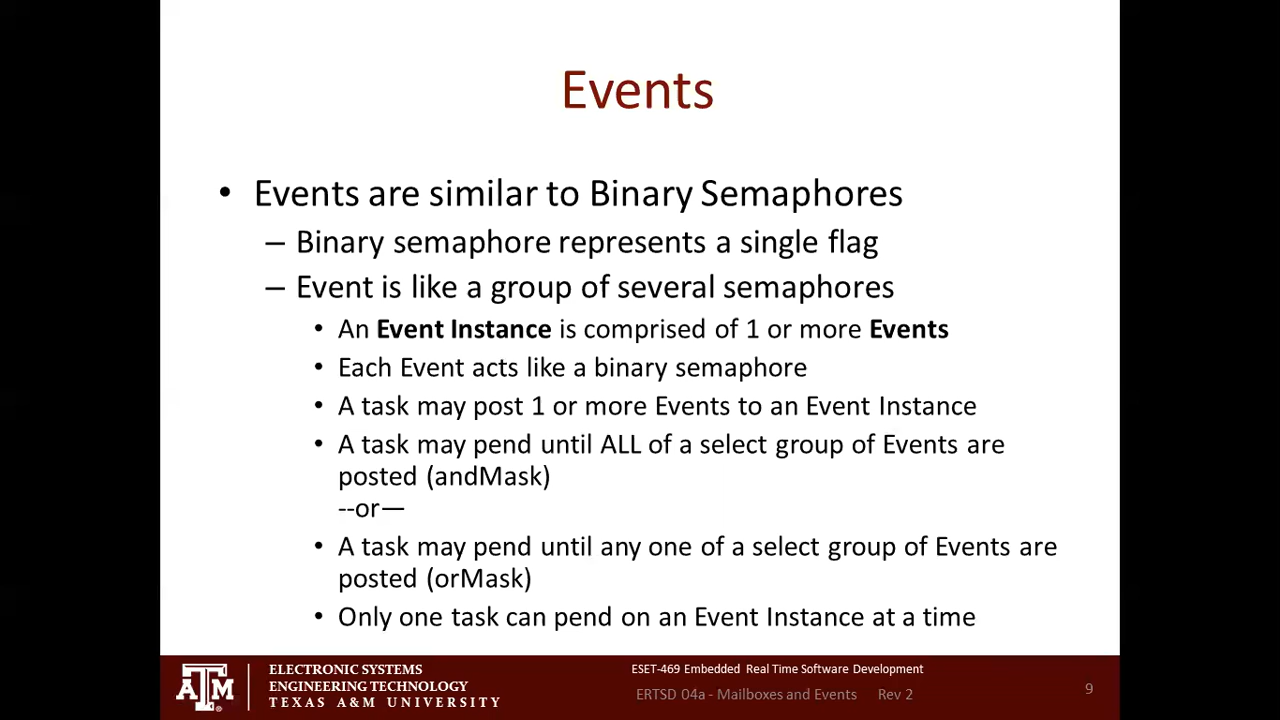 Events
• Events are similar to Binary Semaphores
– Binary semaphore represents a single flag
– Event is like a group of several semaphores
• An Event Instance is comprised of 1 or more Events
• Each Event acts like a binary semaphore
• A task may post 1 or more Events to an Event Instance
• A task may pend until ALL of a select group of Events are
posted (andMask)
--or—
• A task may pend until any one of a select group of Events are
posted (orMask)
• Only one task can pend on an Event Instance at a time
ATM
ELECTRONIC SYSTEMS
ENGINEERING TECHNOLOGY
TEXAS A&M UNIVERSITY
ESET-469 Embedded Real Time Software Development
ERTSD 04a - Mailboxes and Events Rev 2
9